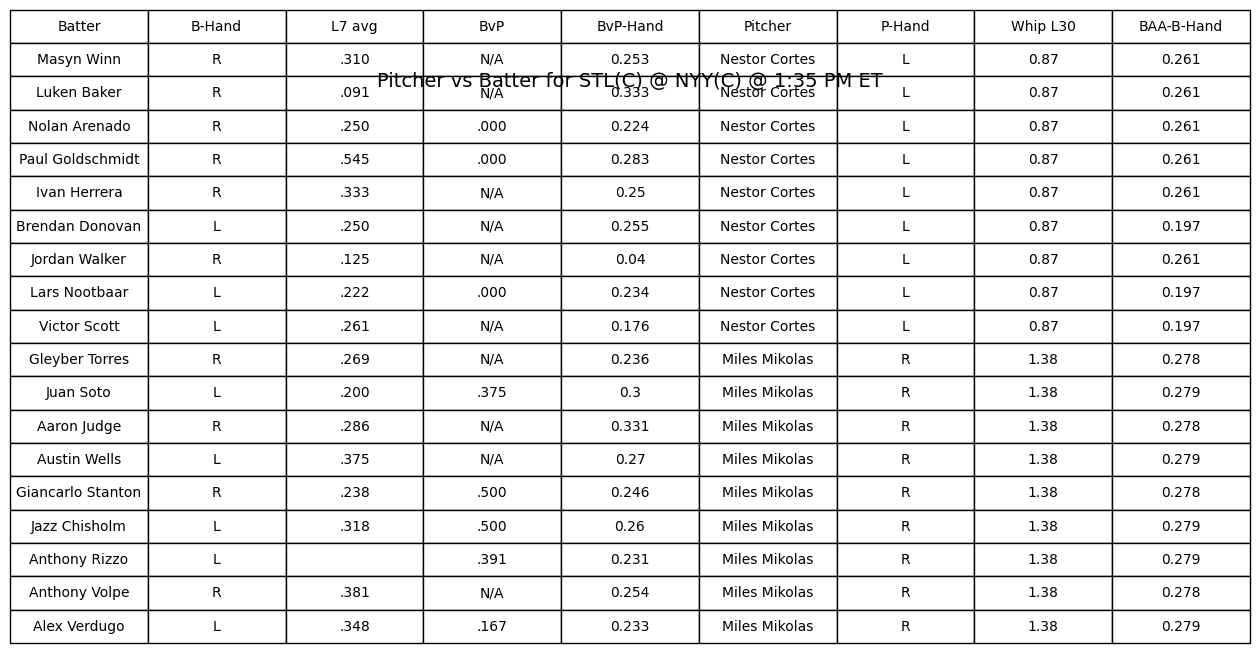 Batter B-Hand L7 avg BvP BvP-Hand Pitcher P-Hand Whip L30 BAA-B-Hand
Masyn Winn R .310 N/A 0.253 Nestor Cortes L 0.87 0.261
Pitcher vs Batter for STL(C) @ NYY(C) @ 1:35 PM ET
Luken Baker R .091 N/A 0.333 Nestor Cortes L 0.87 0.261
Nolan Arenado R .250 .000 0.224 Nestor Cortes L 0.87 0.261
Paul Goldschmidt R .545 .000 0.283 Nestor Cortes L 0.87 0.261
Ivan Herrera R .333 N/A 0.25 Nestor Cortes L 0.87 0.261
Brendan Donovan L .250 N/A 0.255 Nestor Cortes L 0.87 0.197
Jordan Walker R .125 N/A 0.04 Nestor Cortes L 0.87 0.261
Lars Nootbaar L .222 .000 0.234 Nestor Cortes L 0.87 0.197
Victor Scott L .261 N/A 0.176 Nestor Cortes L 0.87 0.197
Gleyber Torres R .269 N/A 0.236 Miles Mikolas R 1.38 0.278
Juan Soto L .200 .375 0.3 Miles Mikolas R 1.38 0.279
Aaron Judge R .286 N/A 0.331 Miles Mikolas R 1.38 0.278
Austin Wells L .375 N/A 0.27 Miles Mikolas R 1.38 0.279
Giancarlo Stanton R .238 .500 0.246 Miles Mikolas R 1.38 0.278
Jazz Chisholm L .318 .500 0.26 Miles Mikolas R 1.38 0.279
Anthony Rizzo L .391 0.231 Miles Mikolas R 1.38 0.279
Anthony Volpe R .381 N/A 0.254 Miles Mikolas R 1.38 0.278
Alex Verdugo L .348 .167 0.233 Miles Mikolas R 1.38 0.279